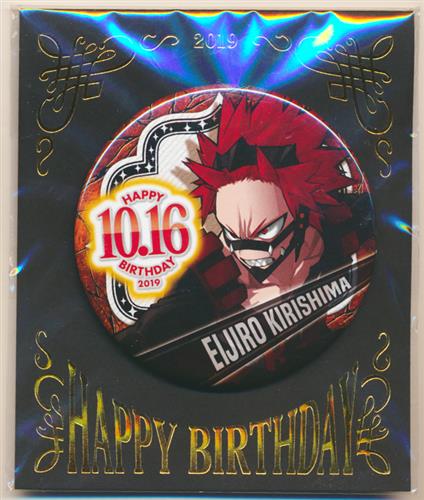 2019
HAPPY
10.16
BIRTHDAY
2019
EIJIRO KIRISHIMA
HAPPY BIRTHDAY